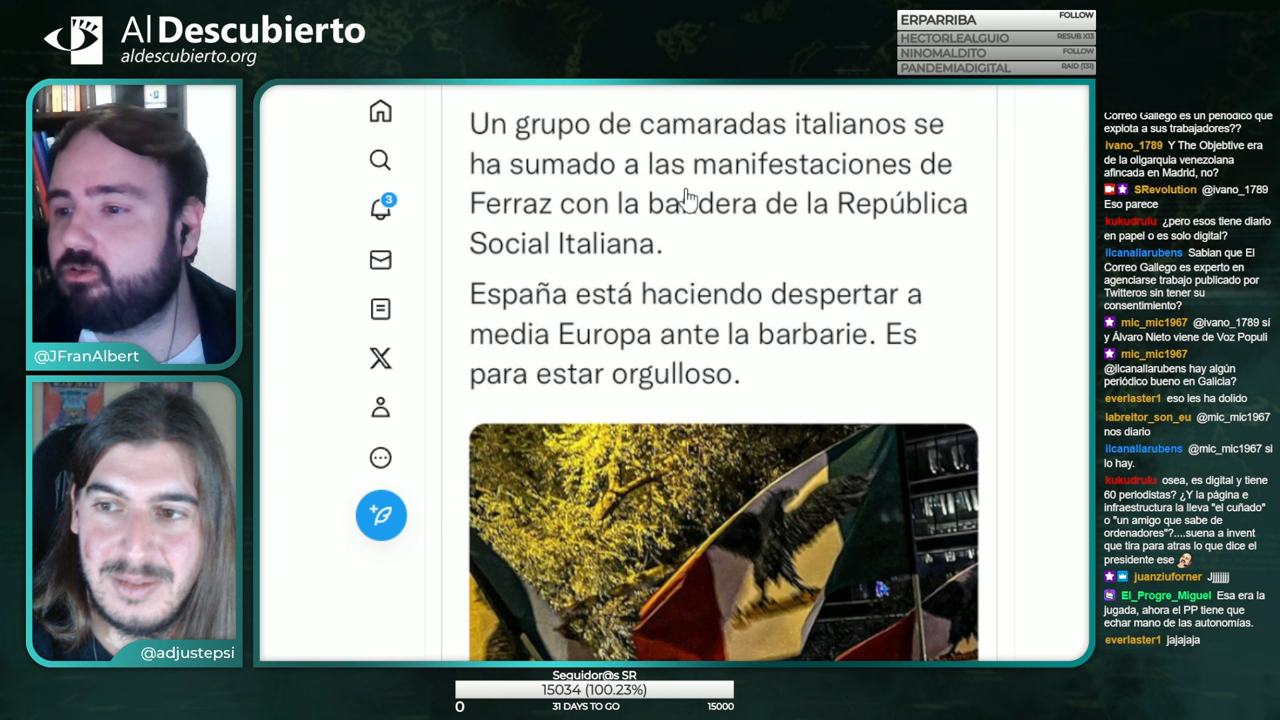 Al Descubierto
aldescubierto.org
ERPARRIBA FOLLOW
HECTORLEALGUIO RESUB X13
NINOMALDITO FOLLOW
PANDEMIADIGITAL RAID (131)
@JFranAlbert
@adjustepsi
3
Un grupo de camaradas italianos se
ha sumado a las manifestaciones de
Ferraz con la bandera de la República
Social Italiana.
España está haciendo despertar a
media Europa ante la barbarie. Es
para estar orgulloso.
Correo Gallego es un periodico que
explota a sus trabajadores??
ivano_1789 Y The Objebtive era
de la oligarquia venezolana
afincada en Madrid, no?
SRevolution @ivano_1789
Eso parece
kukudrulu ¿pero esos tiene diario
en papel o es solo digital?
ilcanallarubens Sabían que El
Correo Gallego es experto en
agenciarse trabajo publicado por
Twitteros sin tener su
consentimiento?
mic_mic1967 @ivano_1789 sí
y Álvaro Nieto viene de Voz Populi
mic_mic1967
@ilcanallarubens hay algún
periódico bueno en Galicia?
everlaster1 eso les ha dolido
labreitor_son_eu @mic_mic1967
nos diario
ilcanallarubens @mic_mic1967 si
lo hay.
kukudrulu osea, es digital y tiene
60 periodistas? ¿Y la página e
infraestructura la lleva "el cuñado"
o "un amigo que sabe de
ordenadores"?....suena a invent
que tira para atras lo que dice el
presidente ese
juanziuforner Jjjjjjjj
El_Progre_Miguel Esa era la
jugada, ahora el PP tiene que
echar mano de las autonomías.
everlaster1 jajajaja
Seguidor@s SR
15034 (100.23%)
0 31 DAYS TO GO 15000